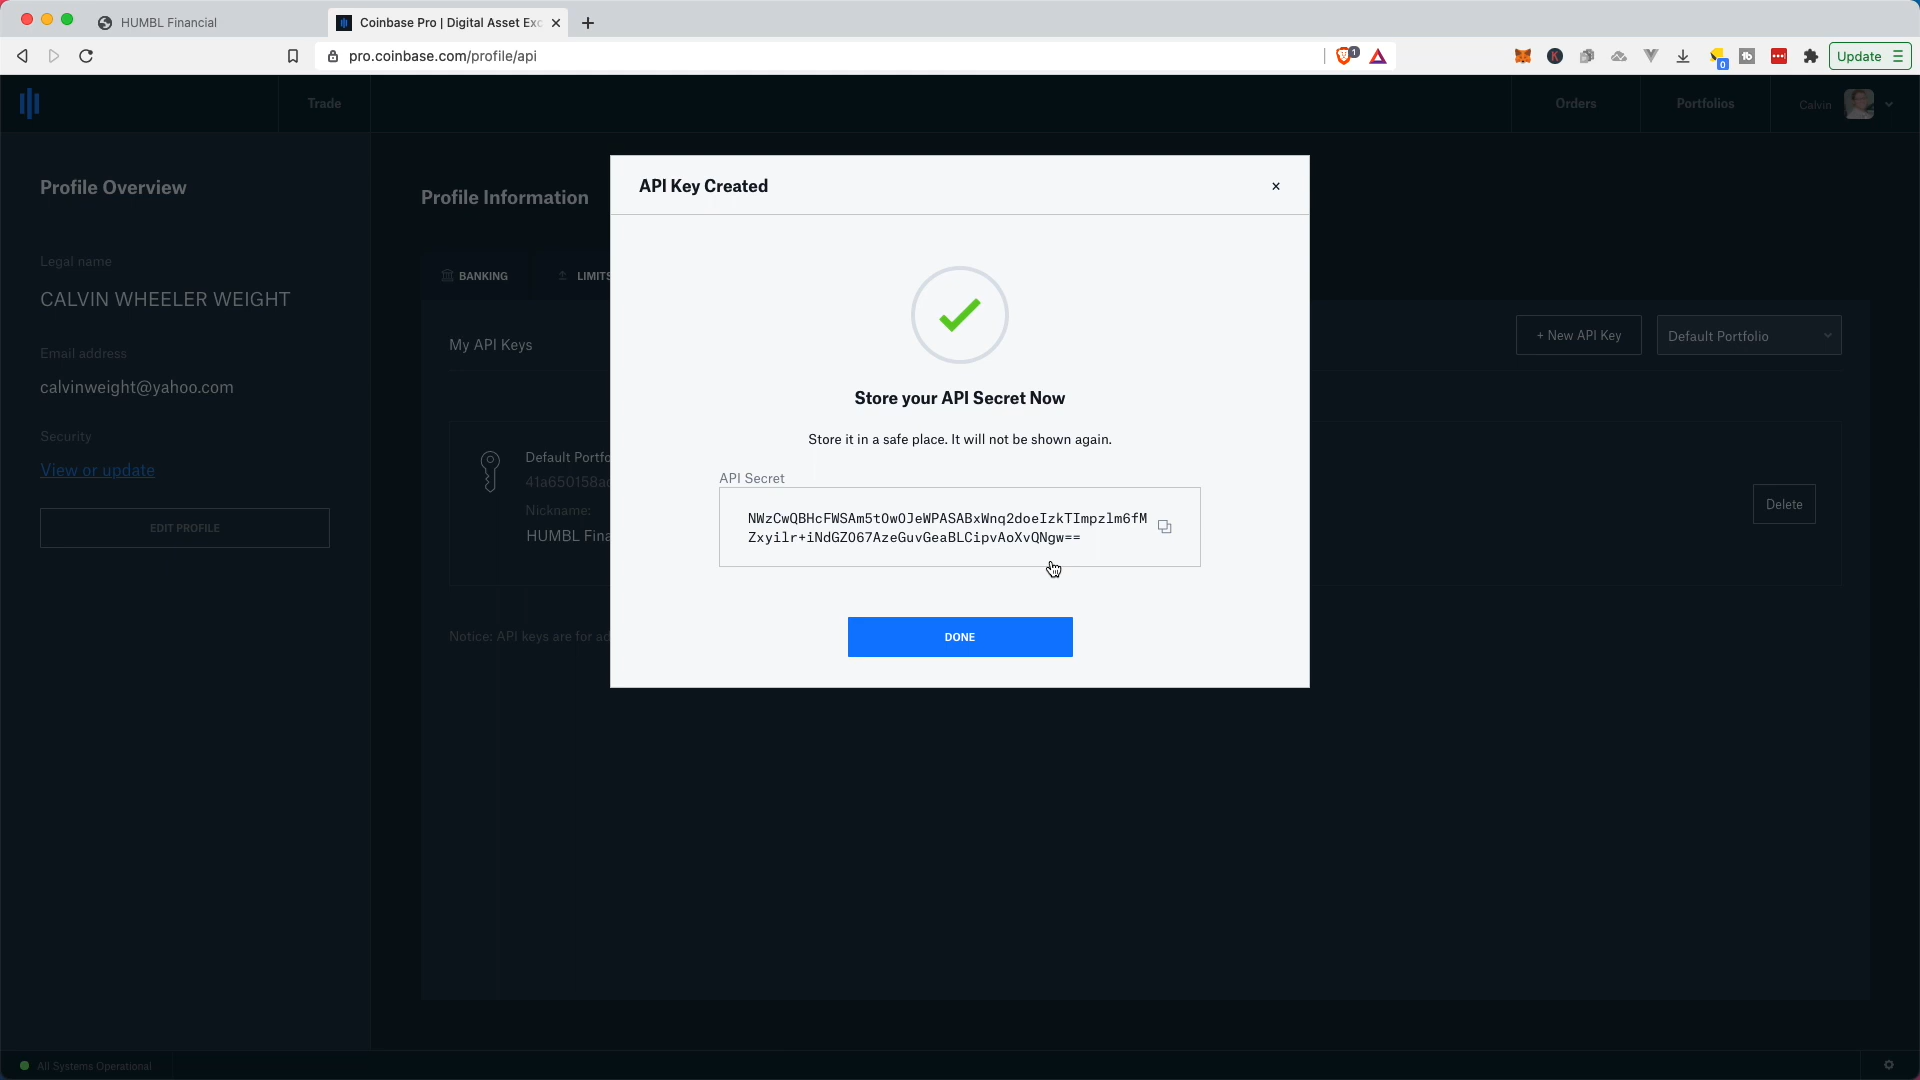 HUMBL Financial
Coinbase Pro | Digital Asset Exc
pro.coinbase.com/profile/api
1
0
Update
Trade
Orders
Portfolios
Calvin
Profile Overview
Legal name
CALVIN WHEELER WEIGHT
Email address
calvinweight@yahoo.com
Security
View or update
EDIT PROFILE
Profile Information
BANKING
LIMITS
My API Keys
+ New API Key
Default Portfolio
Default Portfo
41a650158ac
Nickname:
HUMBL Fina
Delete
Notice: API keys are for ad
API Key Created
×
Store your API Secret Now
Store it in a safe place. It will not be shown again.
API Secret
NWzCwQBHcFWSAm5tOwOJeWPASABxWnq2doeIzkTImpzlm6fM
Zxyilr+iNdGZO67AzeGuvGeaBLCipvAoXvQNgw==
DONE
All Systems Operational